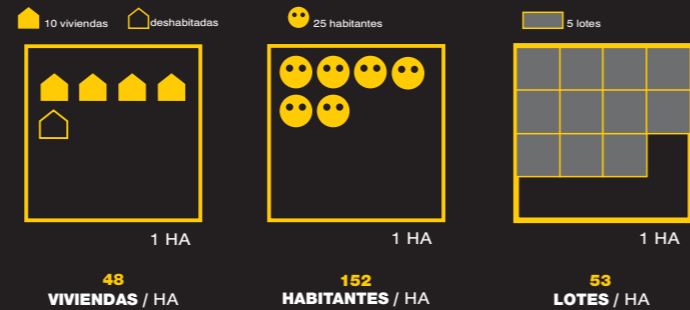 10 viviendas
deshabitadas
25 habitantes
5 lotes
1 HA
1 HA
1 HA
48
VIVIENDAS / HA
152
HABITANTES / HA
53
LOTES / HA